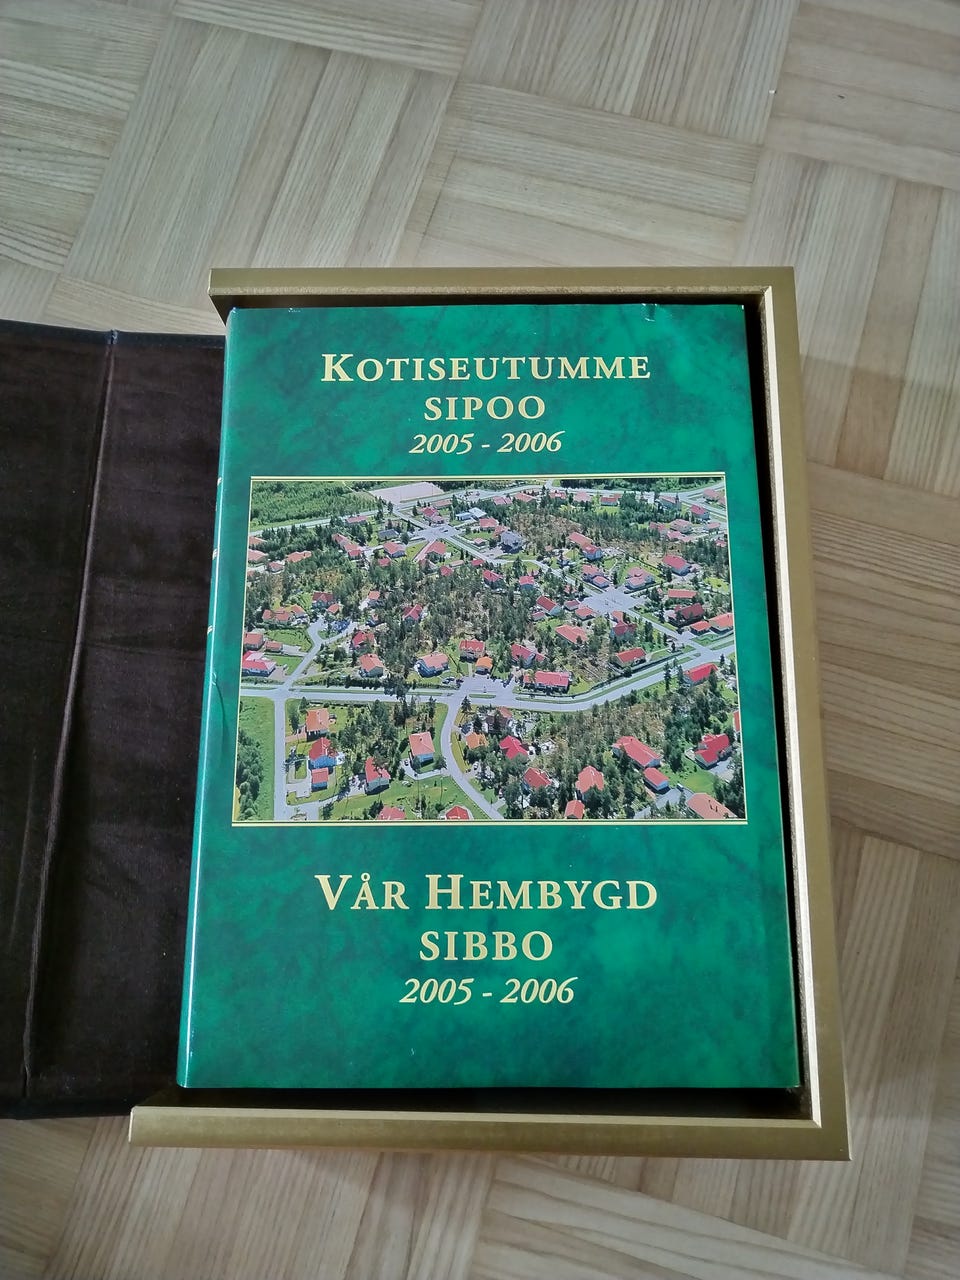 KOTISEUTUMME
SIPOO
2005 - 2006
VÅR HEMBYGD
SIBBO
2005 - 2006